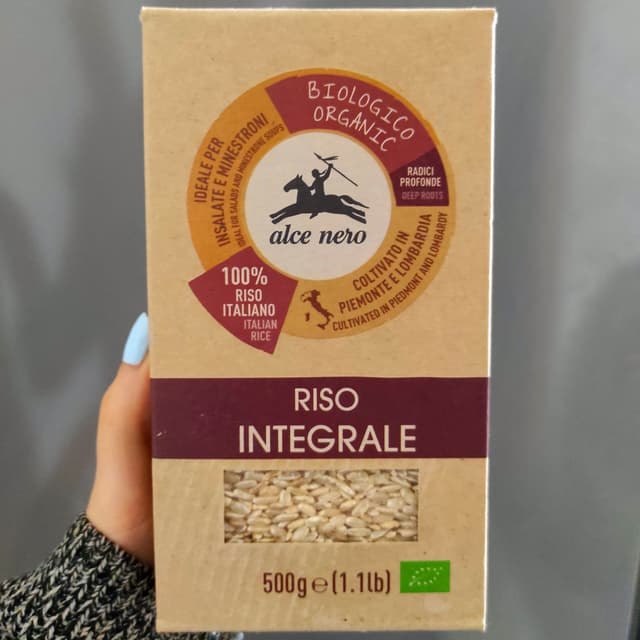 BIOLOGICO
ORGANIC
RADICI
PROFONDE
DEEP ROOTS
IDEALE PER
INSALATE E MINESTRONI
IDEAL FOR SALADS AND MINESTRONE SOUPS
alce nero
COLTIVATO IN
PIEMONTE E LOMBARDIA
CULTIVATED IN PIEDMONT AND LOMBARDY
100%
RISO
ITALIANO
ITALIAN
RICE
RISO
INTEGRALE
500g e (1.1lb)